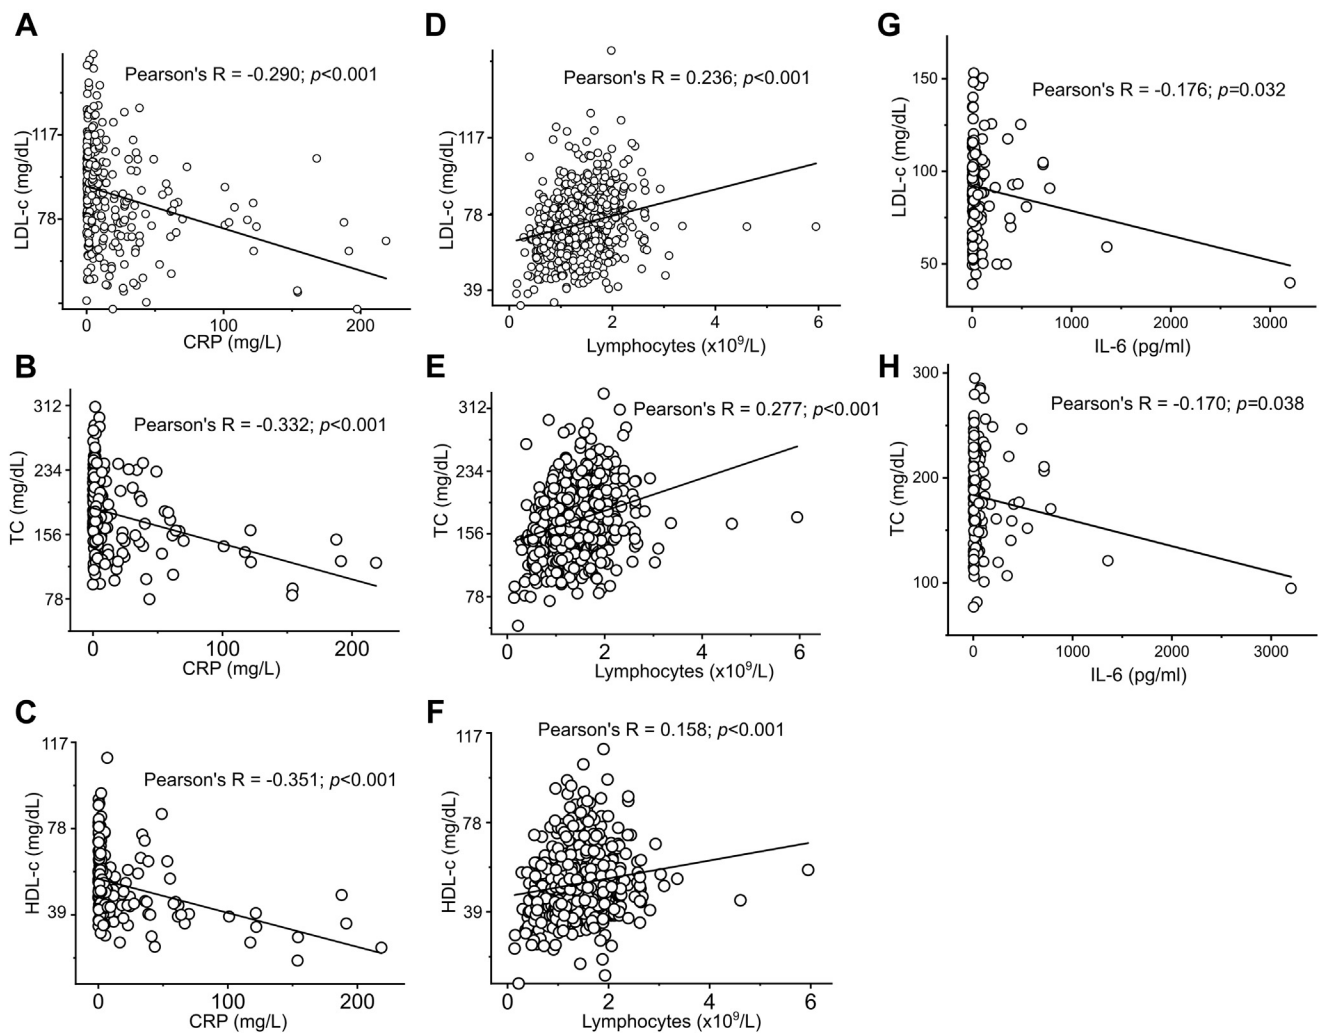 A
Pearson's R = -0.290; p<0.001
LDL-c (mg/dL)
117
78
0
100
200
CRP (mg/L)
D
Pearson's R = 0.236; p<0.001
LDL-c (mg/dL)
117
78
39
0
2
4
6
Lymphocytes (x10⁹/L)
G
Pearson's R = -0.176; p=0.032
LDL-c (mg/dL)
150
100
50
0
1000
2000
3000
IL-6 (pg/ml)
B
Pearson's R = -0.332; p<0.001
TC (mg/dL)
312
234
156
78
0
100
200
CRP (mg/L)
E
Pearson's R = 0.277; p<0.001
TC (mg/dL)
312
234
156
78
0
2
4
6
Lymphocytes (x10⁹/L)
H
Pearson's R = -0.170; p=0.038
TC (mg/dL)
300
200
100
0
1000
2000
3000
IL-6 (pg/ml)
C
Pearson's R = -0.351; p<0.001
HDL-c (mg/dL)
117
78
39
0
100
200
CRP (mg/L)
F
Pearson's R = 0.158; p<0.001
HDL-c (mg/dL)
117
78
39
0
2
4
6
Lymphocytes (x10⁹/L)